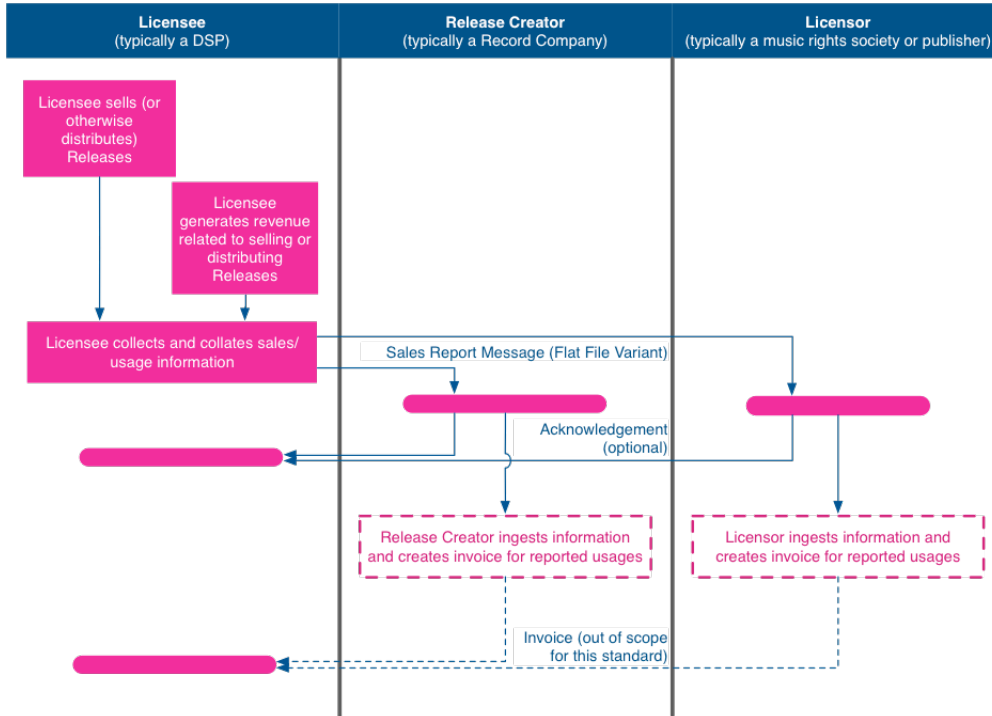 Licensee
(typically a DSP)
Release Creator
(typically a Record Company)
Licensor
(typically a music rights society or publisher)
Licensee sells (or
otherwise
distributes)
Releases
Licensee
generates revenue
related to selling or
distributing
Releases
Licensee collects and collates sales/
usage information
Sales Report Message (Flat File Variant)
Acknowledgement
(optional)
Release Creator ingests information
and creates invoice for reported usages
Licensor ingests information and
creates invoice for reported usages
Invoice (out of scope
for this standard)